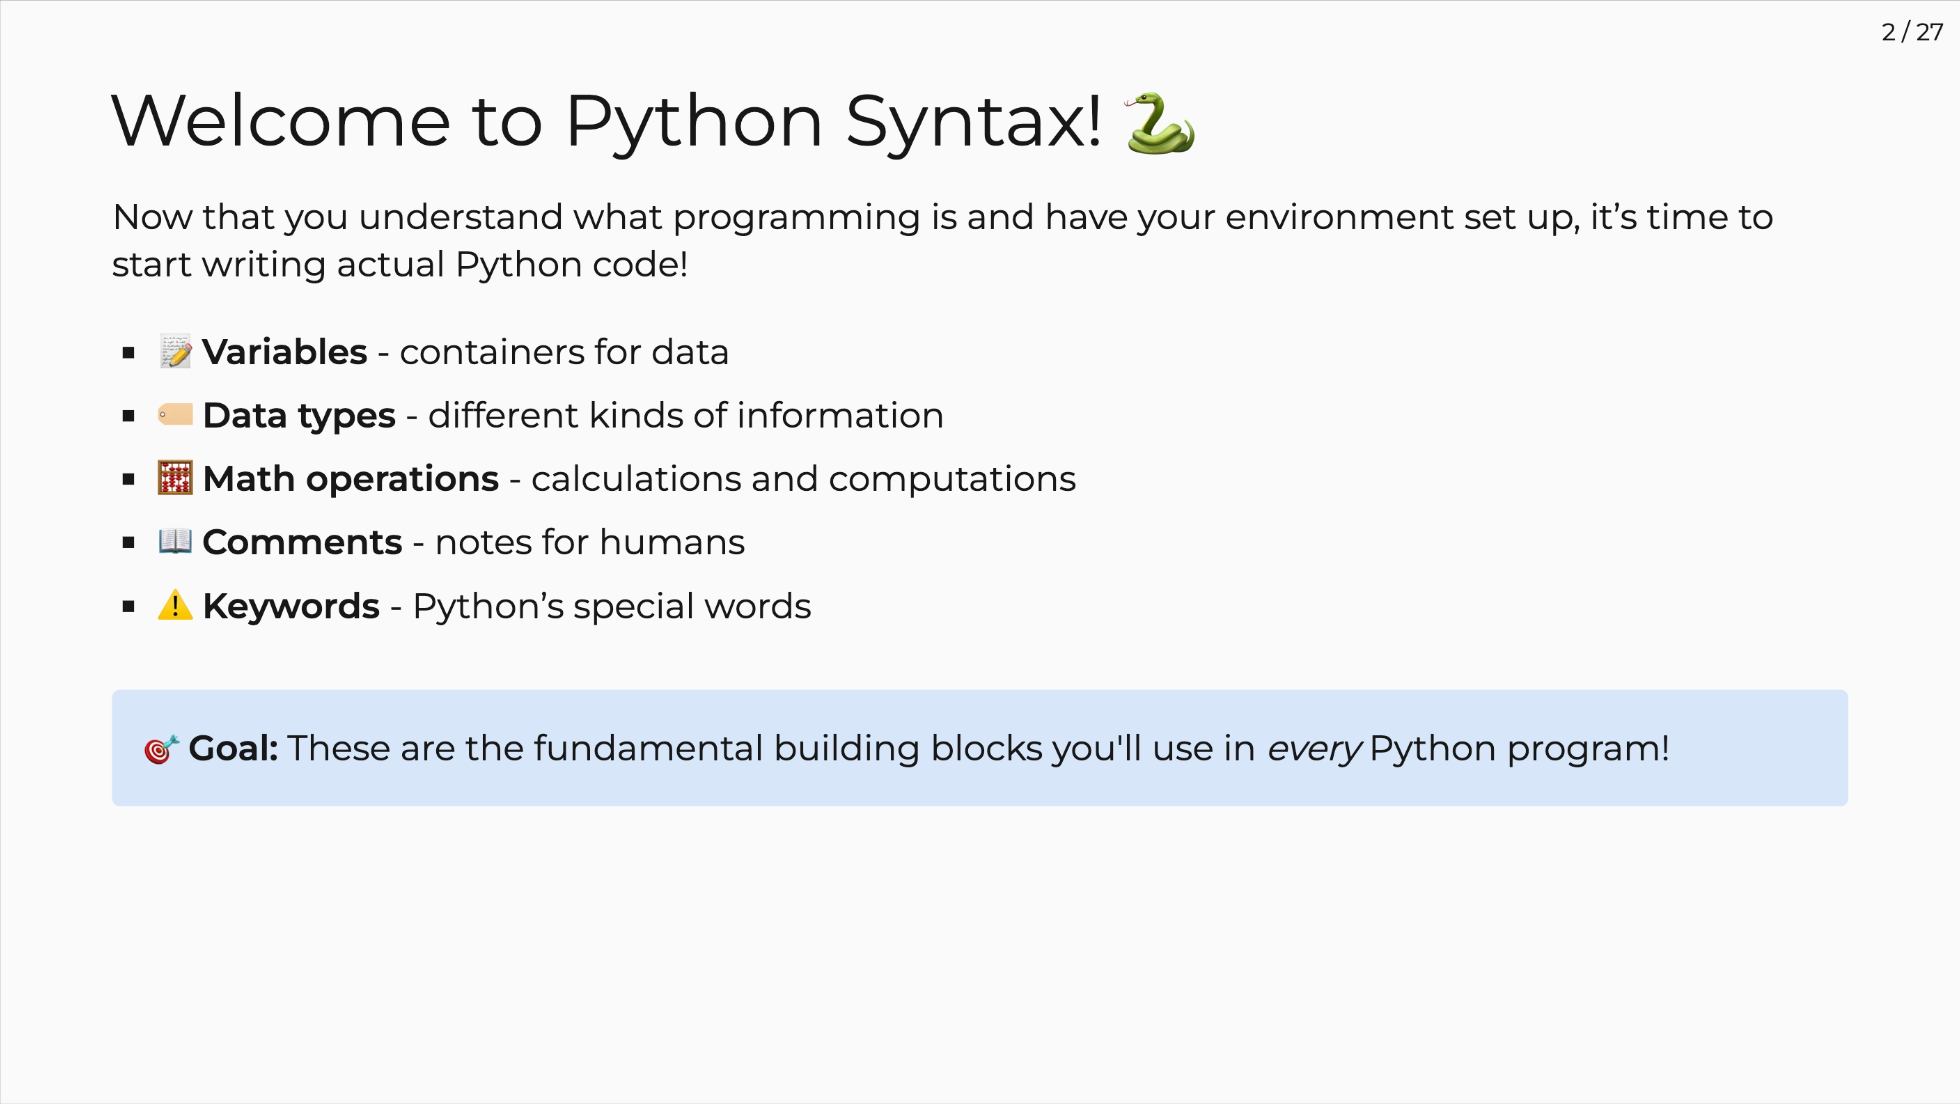 2 / 27
Welcome to Python Syntax! 🐍
Now that you understand what programming is and have your environment set up, it’s time to
start writing actual Python code!
▪ 📝 Variables - containers for data
▪ 🏷️ Data types - different kinds of information
▪ 🧮 Math operations - calculations and computations
▪ 📖 Comments - notes for humans
▪ ⚠️ Keywords - Python’s special words
🎯 Goal: These are the fundamental building blocks you'll use in every Python program!